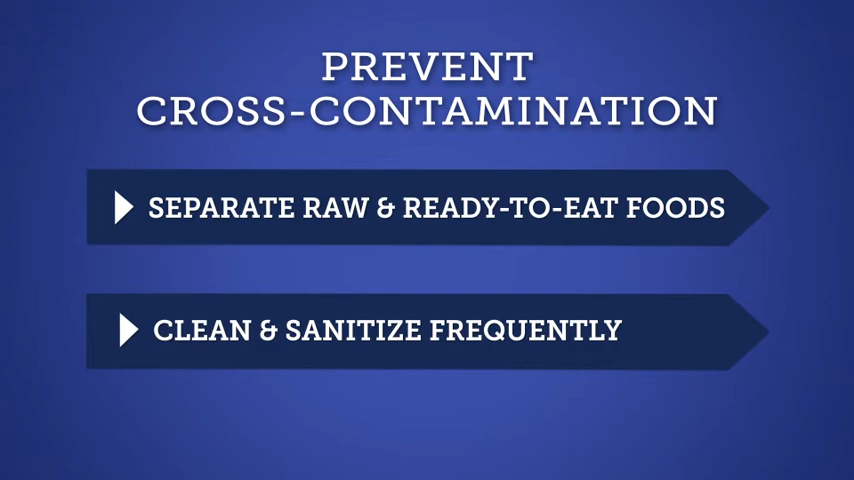 PREVENT
CROSS-CONTAMINATION
SEPARATE RAW & READY-TO-EAT FOODS
CLEAN & SANITIZE FREQUENTLY